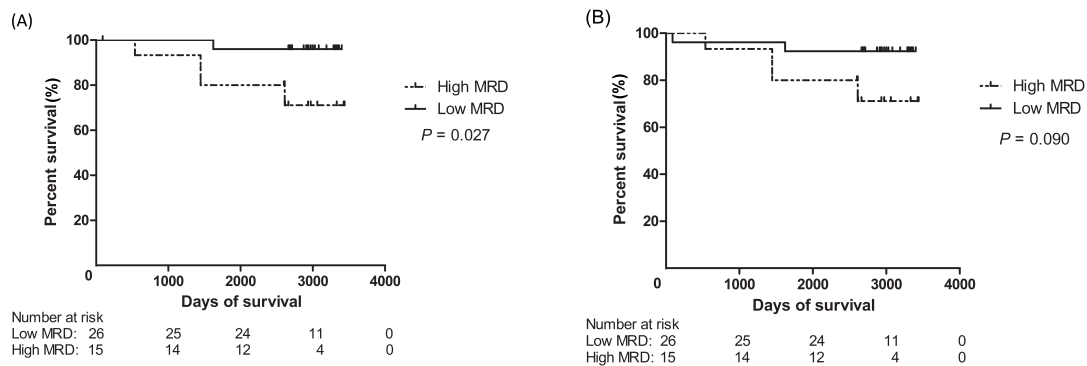 (A)
100
80
60
40
20
0
Percent survival(%)
1000 2000 3000 4000
Days of survival
High MRD
Low MRD
P = 0.027
Number at risk
Low MRD: 26 25 24 11 0
High MRD: 15 14 12 4 0
(B)
100
80
60
40
20
0
Percent survival(%)
1000 2000 3000 4000
Days of survival
High MRD
Low MRD
P = 0.090
Number at risk
Low MRD: 26 25 24 11 0
High MRD: 15 14 12 4 0